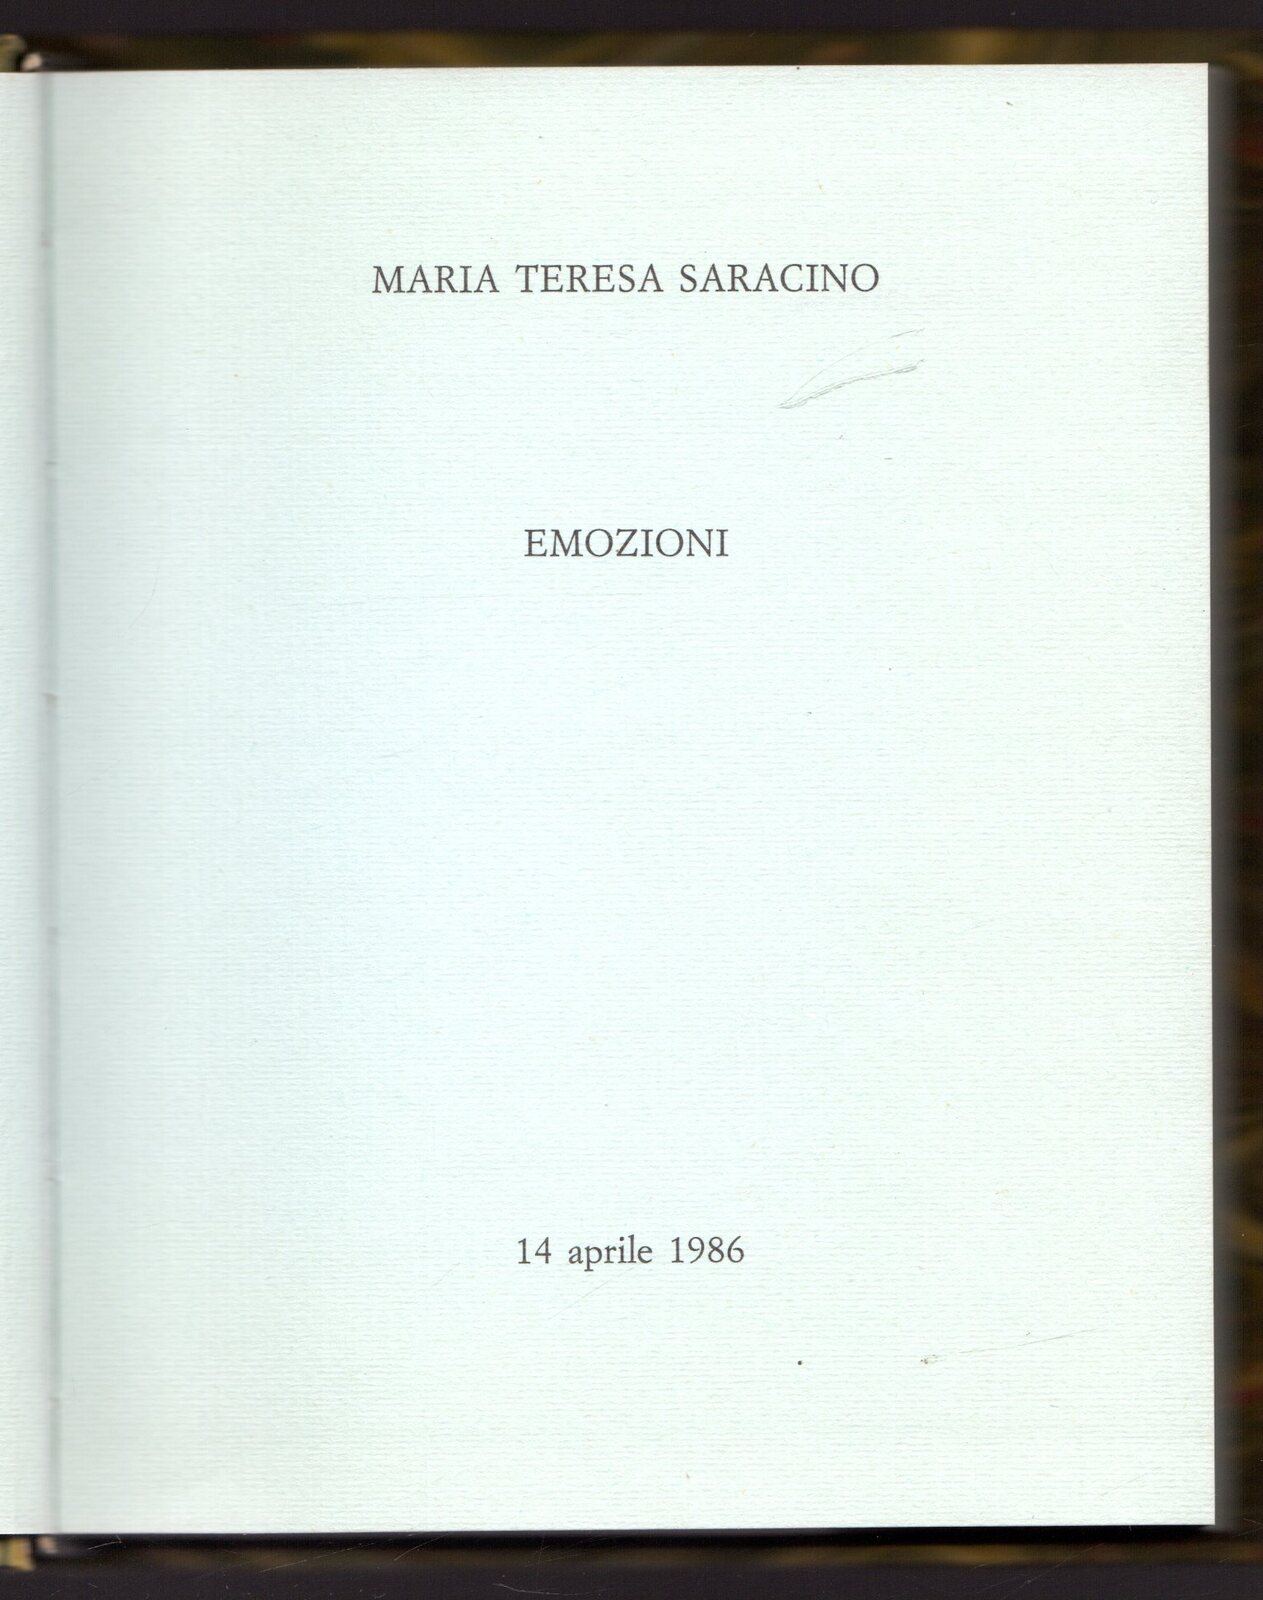 MARIA TERESA SARACINO
EMOZIONI
14 aprile 1986